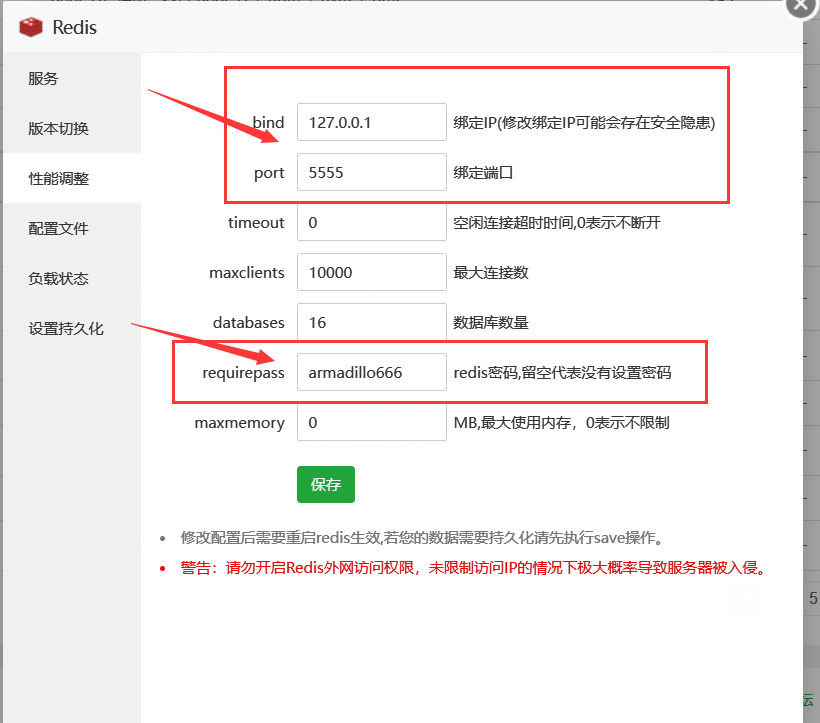 Redis
服务
版本切换
性能调整
配置文件
负载状态
设置持久化
bind 127.0.0.1 绑定IP(修改绑定IP可能会存在安全隐患)
port 5555 绑定端口
timeout 0 空闲连接超时时间,0表示不断开
maxclients 10000 最大连接数
databases 16 数据库数量
requirepass armadillo666 redis密码,留空代表没有设置密码
maxmemory 0 MB,最大使用内存，0表示不限制
保存
修改配置后需要重启redis生效,若您的数据需要持久化请先执行save操作。
警告：请勿开启Redis外网访问权限，未限制访问IP的情况下极大概率导致服务器被入侵。
5
坛